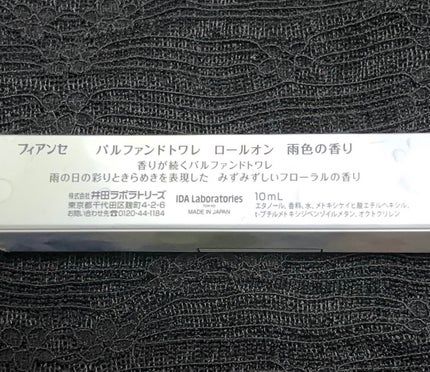 フィアンセ パルファンドトワレ ロールオン 雨色の香り
香りが続くパルファンドトワレ
雨の日の彩りときらめきを表現した みずみずしいフローラルの香り
株式会社 井田ラボラトリーズ IDA Laboratories 10mL
東京都千代田区麹町4-2-6 TOKYO エタノール、香料、水、メトキシケイヒ酸エチルヘキシル、
お問い合わせ先☎0120-44-1184 MADE IN JAPAN t-ブチルメトキシジベンゾイルメタン、オクトクリレン